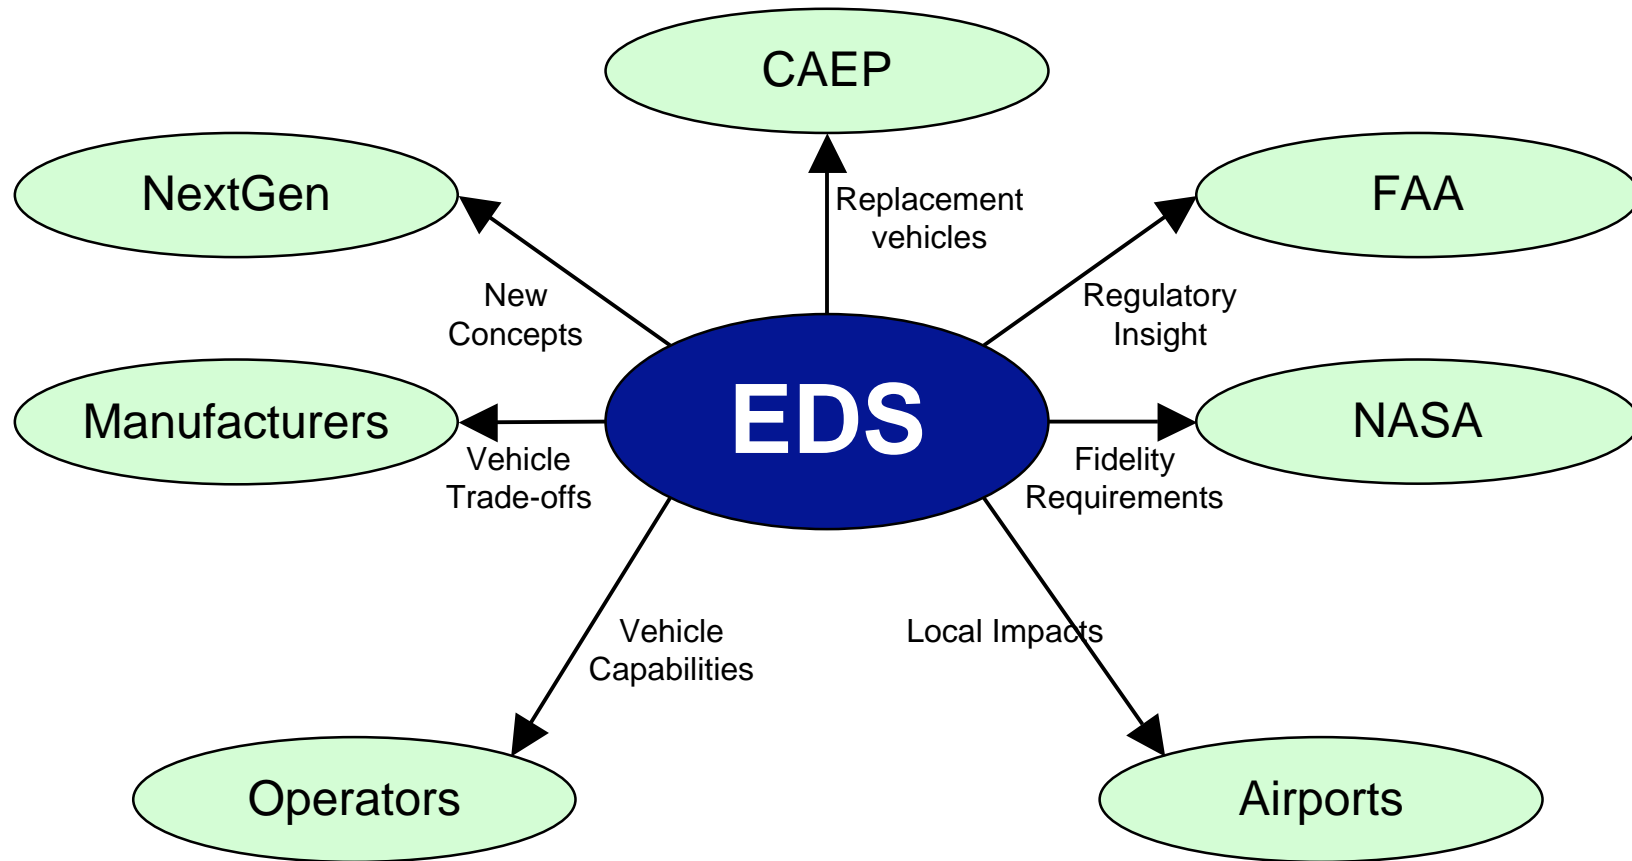 CAEP
NextGen
FAA
Replacement
vehicles
New
Concepts
Regulatory
Insight
Manufacturers
EDS
NASA
Vehicle
Trade-offs
Fidelity
Requirements
Vehicle
Capabilities
Local Impacts
Operators
Airports